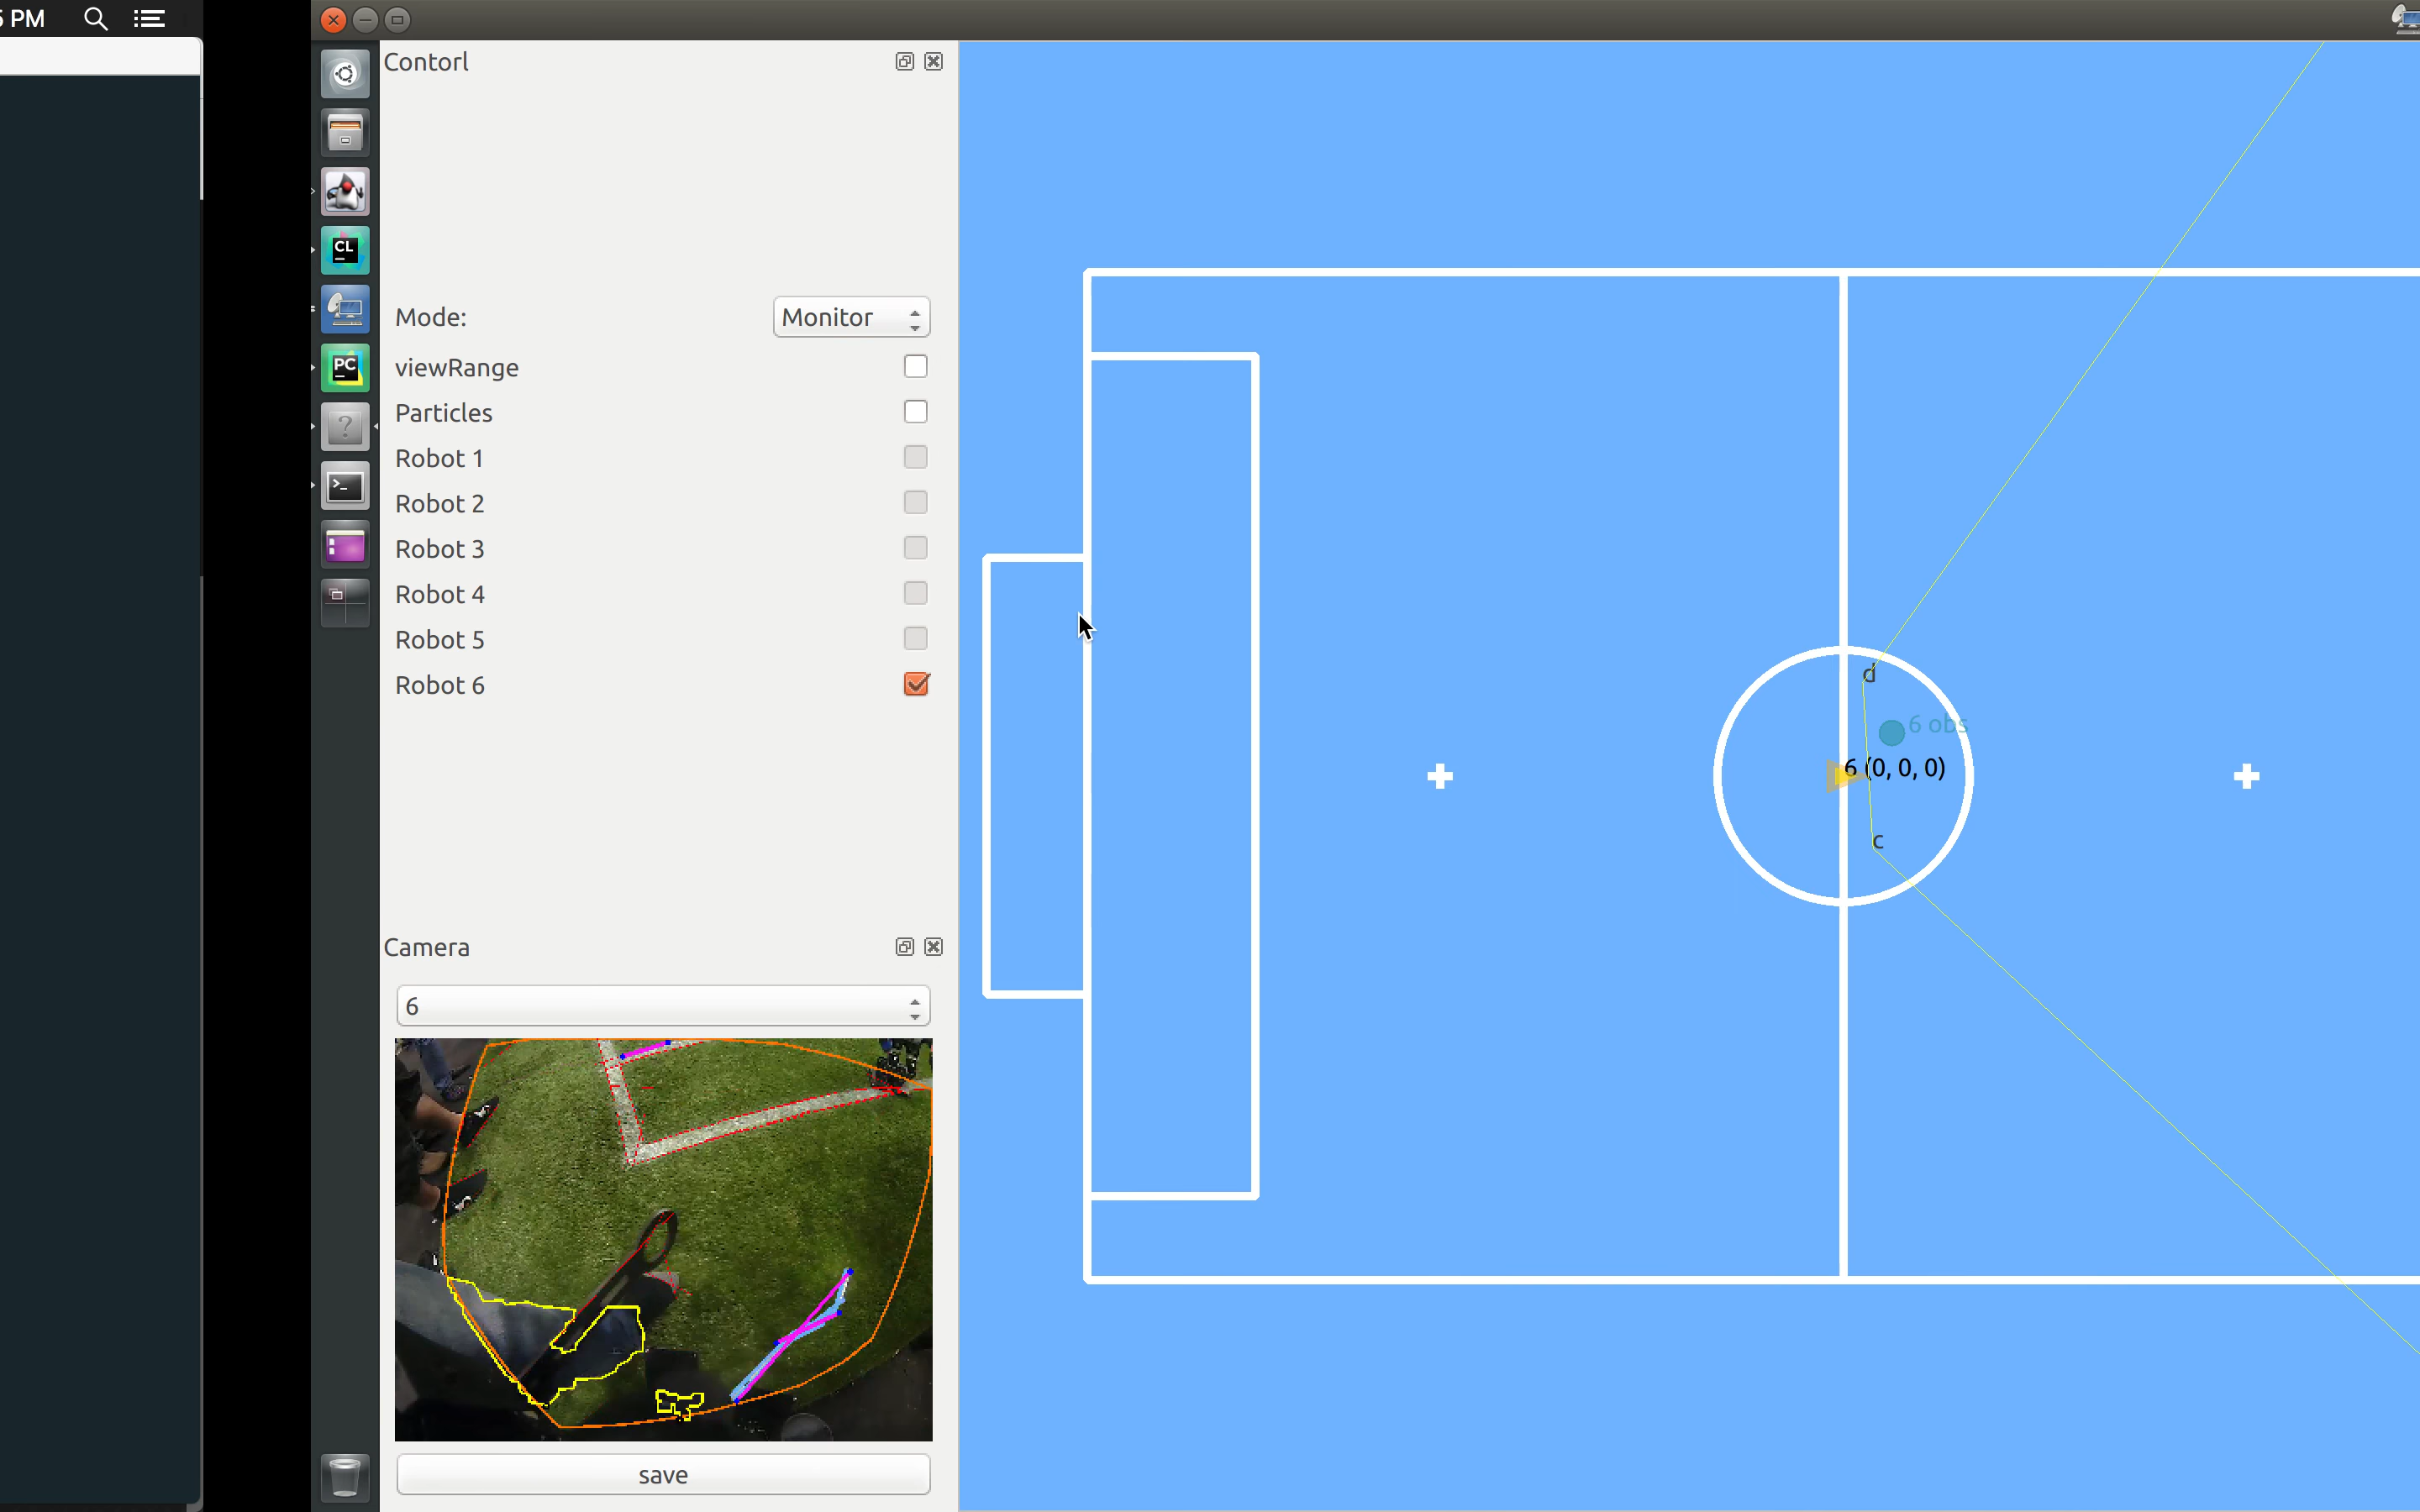 5 PM
Contorl
Mode:
Monitor
viewRange
Particles
Robot 1
Robot 2
Robot 3
Robot 4
Robot 5
Robot 6
Camera
6
save
CL
PC
?
>_
d
6 obs
6 (0, 0, 0)
c